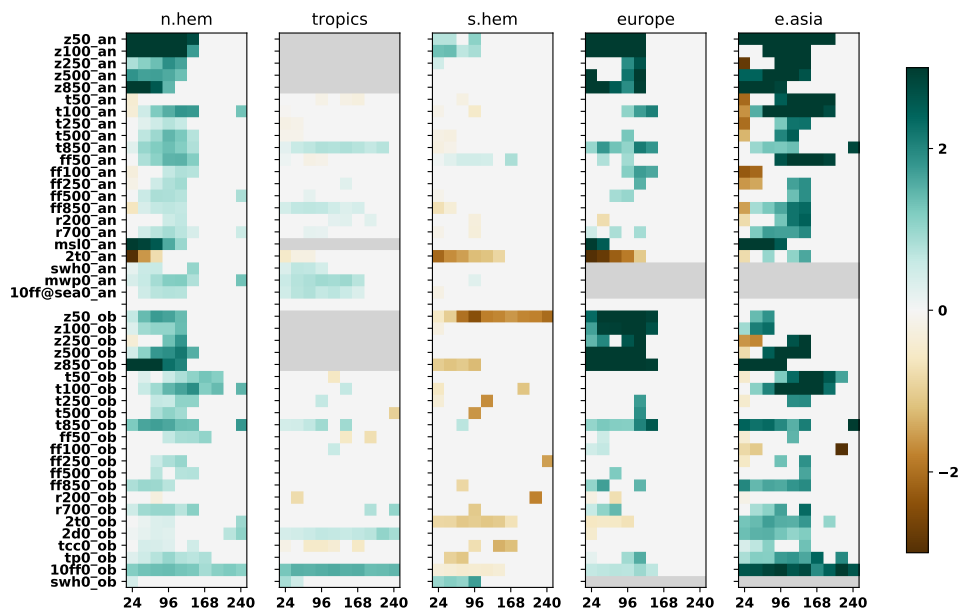 n.hem tropics s.hem europe e.asia
z50_an
z100_an
z250_an
z500_an
z850_an
t50_an
t100_an
t250_an
t500_an
t850_an
ff50_an
ff100_an
ff250_an
ff500_an
ff850_an
r200_an
r700_an
msl0_an
2t0_an
swh0_an
mwp0_an
10ff@sea0_an
z50_ob
z100_ob
z250_ob
z500_ob
z850_ob
t50_ob
t100_ob
t250_ob
t500_ob
t850_ob
ff50_ob
ff100_ob
ff250_ob
ff500_ob
ff850_ob
r200_ob
r700_ob
2t0_ob
2d0_ob
tcc0_ob
tp0_ob
10ff0_ob
swh0_ob
24 96 168 240 24 96 168 240 24 96 168 240 24 96 168 240 24 96 168 240
2
0
−2